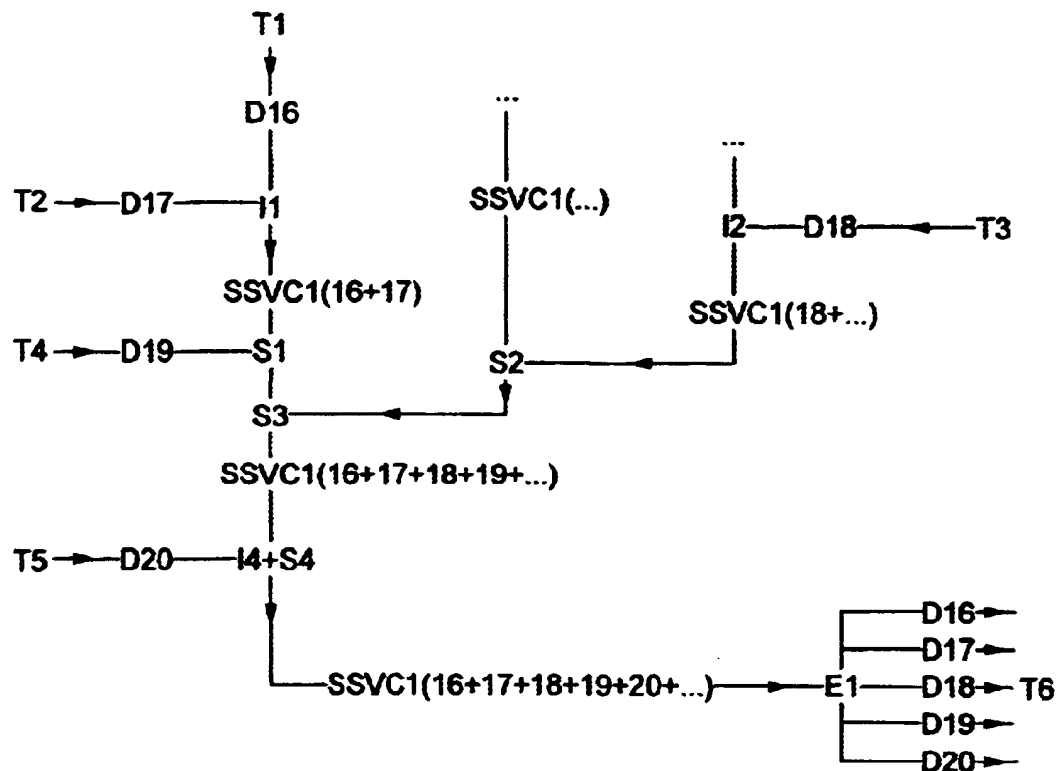 T1
D16
...
...
T2 D17 I1
SSVC1(...)
I2 D18 T3
SSVC1(16+17)
SSVC1(18+...)
T4 D19 S1
S2
S3
SSVC1(16+17+18+19+...)
T5 D20 I4+S4
D16
D17
SSVC1(16+17+18+19+20+...) E1 D18 T6
D19
D20